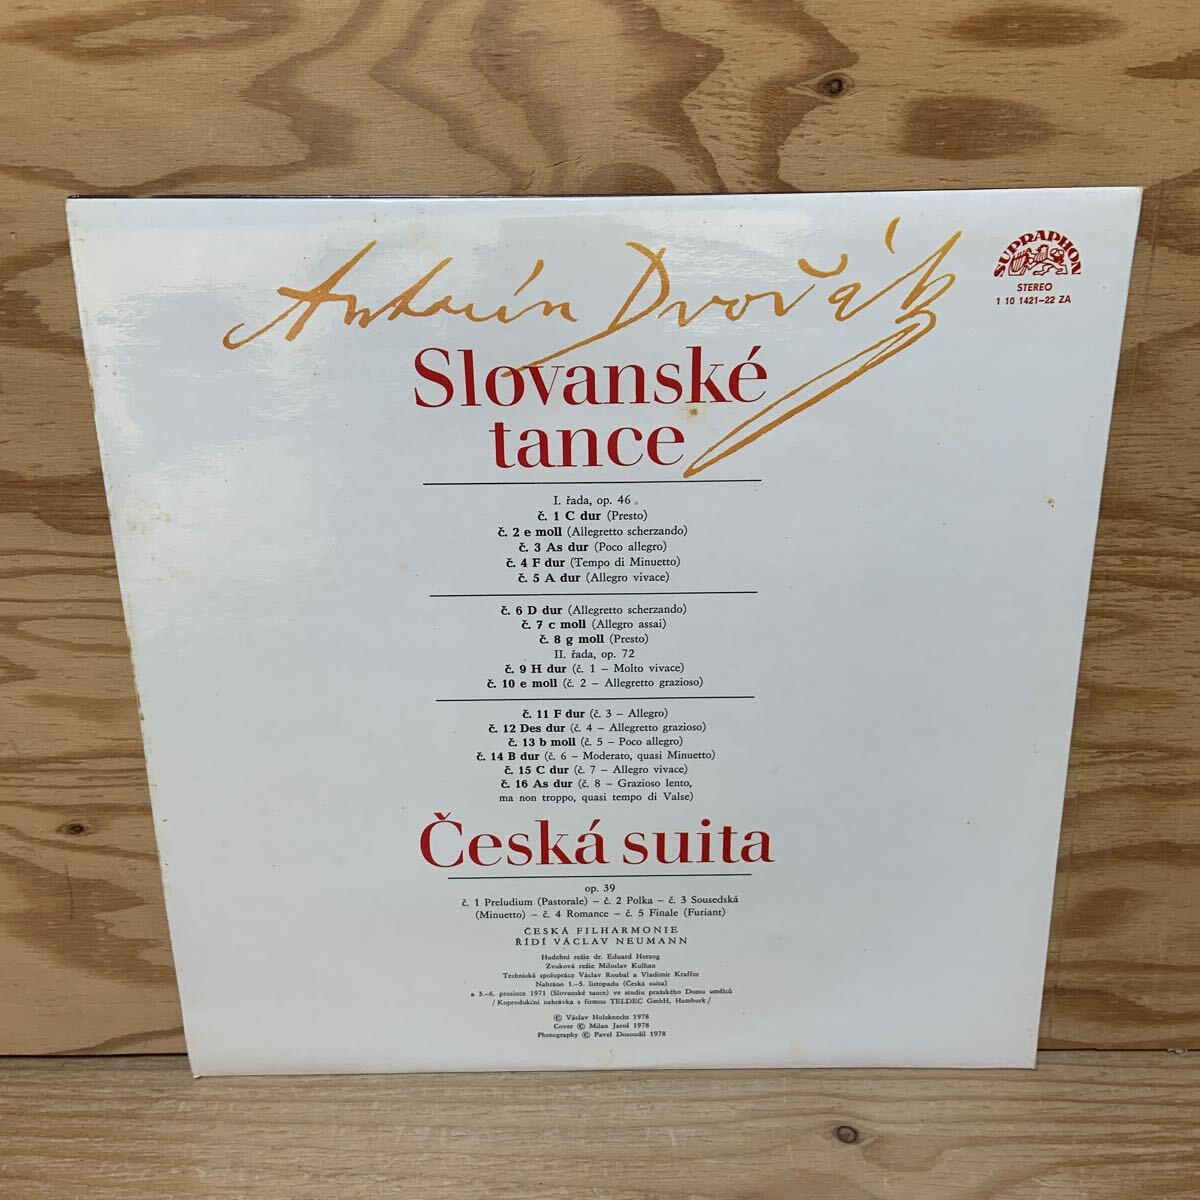 Antonín Dvořák
SUPRAPHON
STEREO
1 10 1421-22 ZA
Slovanské
tance
I. řada, op. 46
č. 1 C dur (Presto)
č. 2 e moll (Allegretto scherzando)
č. 3 As dur (Poco allegro)
č. 4 F dur (Tempo di Minuetto)
č. 5 A dur (Allegro vivace)
č. 6 D dur (Allegretto scherzando)
č. 7 c moll (Allegro assai)
č. 8 g moll (Presto)
II. řada, op. 72
č. 9 H dur (č. 1 – Molto vivace)
č. 10 e moll (č. 2 – Allegretto grazioso)
č. 11 F dur (č. 3 – Allegro)
č. 12 Des dur (č. 4 – Allegretto grazioso)
č. 13 b moll (č. 5 – Poco allegro)
č. 14 B dur (č. 6 – Moderato, quasi Minuetto)
č. 15 C dur (č. 7 – Allegro vivace)
č. 16 As dur (č. 8 – Grazioso lento,
ma non troppo, quasi tempo di Valse)
Česká suita
op. 39
č. 1 Preludium (Pastorale) – č. 2 Polka – č. 3 Sousedská
(Minuetto) – č. 4 Romance – č. 5 Finale (Furiant)
ČESKÁ FILHARMONIE
ŘÍDÍ VÁCLAV NEUMANN
Hudební režie dr. Eduard Herzog
Zvuková režie Miloslav Kulhan
Technická spolupráce Václav Roubal a Vladimír Kraffer
Nahráno 1.–5. listopadu (Česká suita)
a 3.–6. prosince 1971 (Slovanské tance) ve studiu pražského Domu umělců
/Koprodukční nahrávka s firmou TELDEC GmbH, Hamburk/
© Václav Holzknecht 1978
Cover © Milan Jaroš 1978
Photography © Pavel Dosoudil 1978